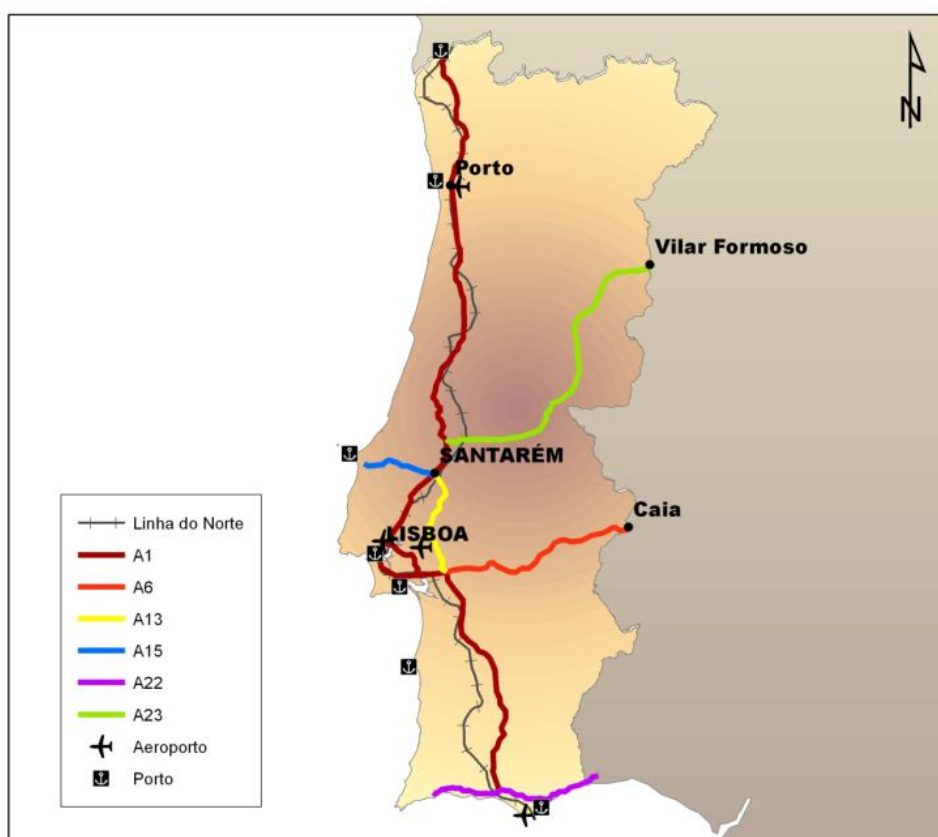 N
Porto
Vilar Formoso
SANTARÉM
Caia
LISBOA
Linha do Norte
A1
A6
A13
A15
A22
A23
Aeroporto
Porto